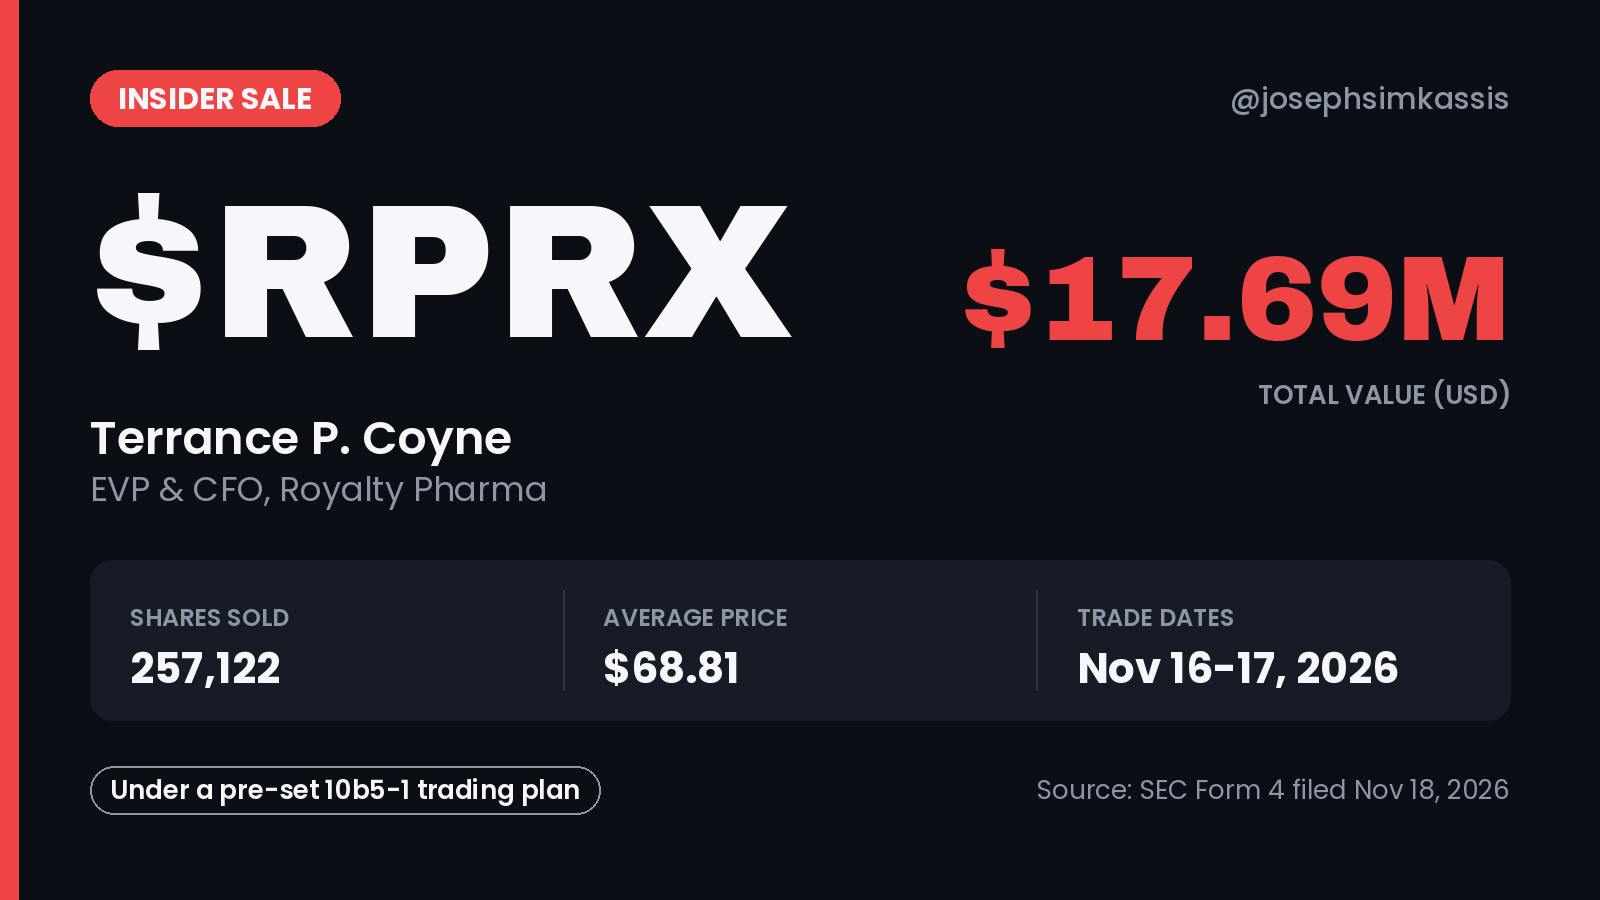 INSIDER SALE
@josephsimkassis
$RPRX
$17.69M
TOTAL VALUE (USD)
Terrance P. Coyne
EVP & CFO, Royalty Pharma
SHARES SOLD
257,122
AVERAGE PRICE
$68.81
TRADE DATES
Nov 16-17, 2026
Under a pre-set 10b5-1 trading plan
Source: SEC Form 4 filed Nov 18, 2026